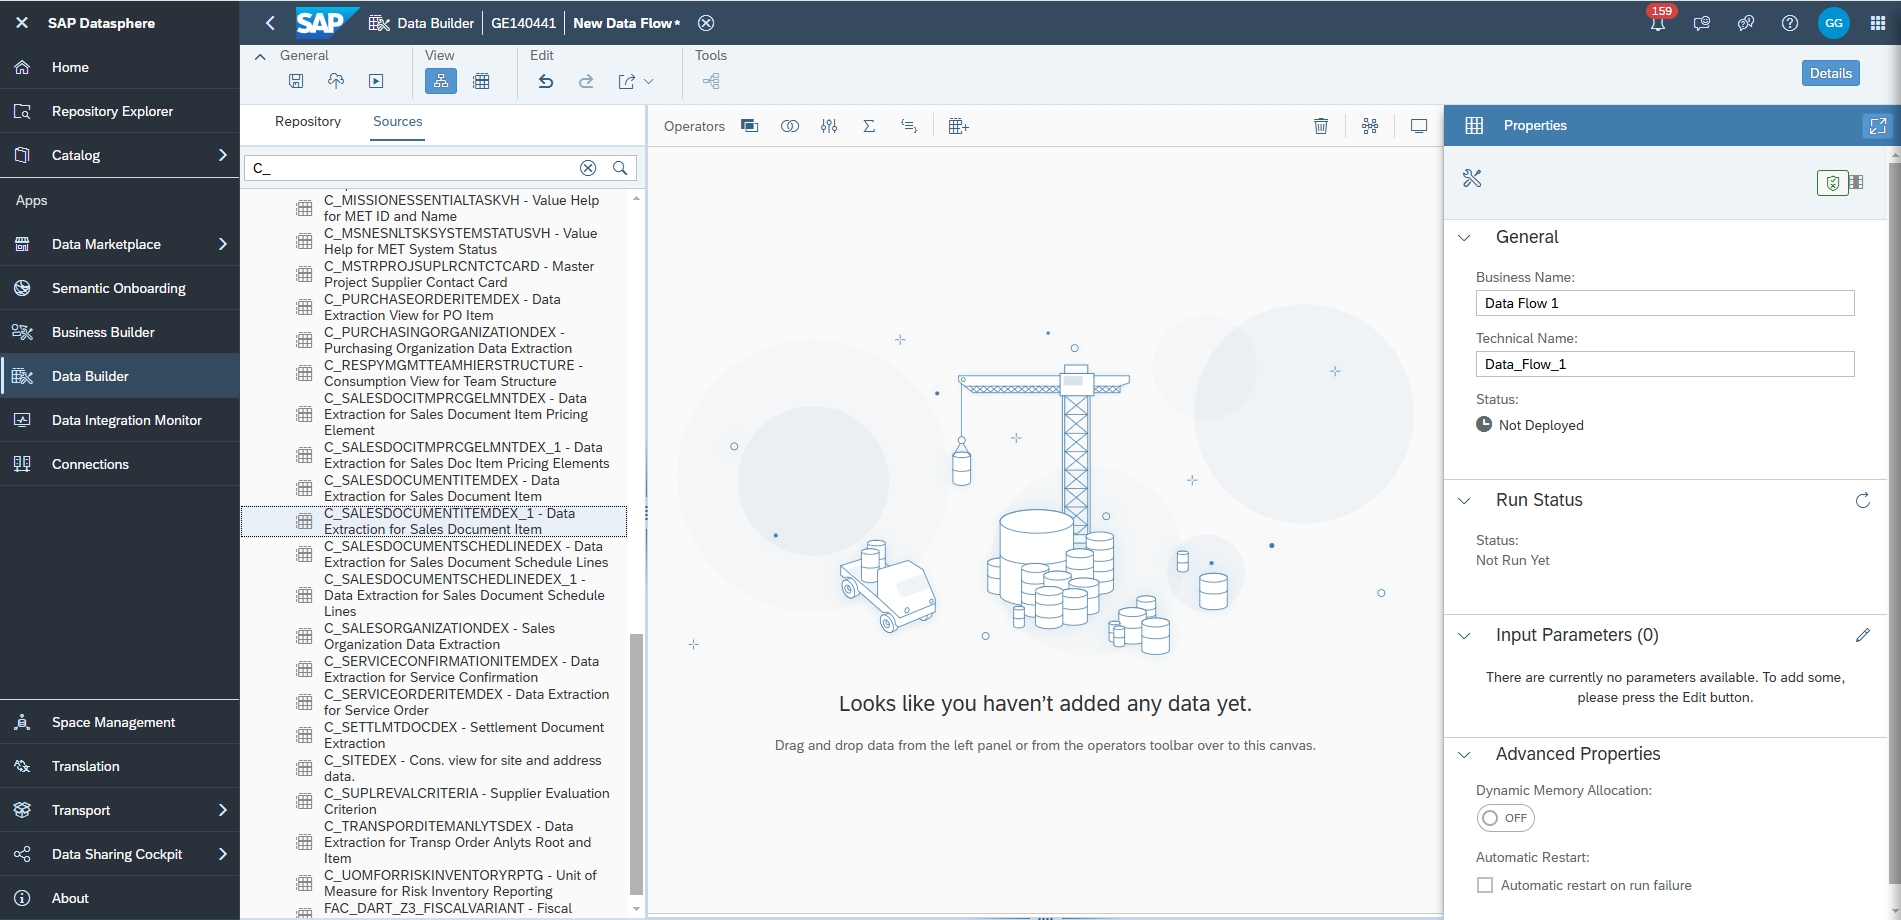 SAP Datasphere
SAP
Data Builder
GE140441
New Data Flow*
159
GG
Home
Repository Explorer
Catalog
Apps
Data Marketplace
Semantic Onboarding
Business Builder
Data Builder
Data Integration Monitor
Connections
Space Management
Translation
Transport
Data Sharing Cockpit
About
General
View
Edit
Tools
Details
Repository
Sources
C_
C_MISSIONESSENTIALTASKVH - Value Help
for MET ID and Name
C_MSNESNLTSKSYSTEMSTATUSVH - Value
Help for MET System Status
C_MSTRPROJSUPLRCNTCTCARD - Master
Project Supplier Contact Card
C_PURCHASEORDERITEMDEX - Data
Extraction View for PO Item
C_PURCHASINGORGANIZATIONDEX -
Purchasing Organization Data Extraction
C_RESPYMGMTTEAMHIERSTRUCTURE -
Consumption View for Team Structure
C_SALESDOCITMPRCGELMNTDEX - Data
Extraction for Sales Document Item Pricing
Element
C_SALESDOCITMPRCGELMNTDEX_1 - Data
Extraction for Sales Doc Item Pricing Elements
C_SALESDOCUMENTITEMDEX - Data
Extraction for Sales Document Item
C_SALESDOCUMENTITEMDEX_1 - Data
Extraction for Sales Document Item
C_SALESDOCUMENTSCHEDLINEDEX - Data
Extraction for Sales Document Schedule Lines
C_SALESDOCUMENTSCHEDLINEDEX_1 -
Data Extraction for Sales Document Schedule
Lines
C_SALESORGANIZATIONDEX - Sales
Organization Data Extraction
C_SERVICECONFIRMATIONITEMDEX - Data
Extraction for Service Confirmation
C_SERVICEORDERITEMDEX - Data Extraction
for Service Order
C_SETTLMTDOCDEX - Settlement Document
Extraction
C_SITEDEX - Cons. view for site and address
data.
C_SUPLREVALCRITERIA - Supplier Evaluation
Criterion
C_TRANSPORDITEMANLYTSDEX - Data
Extraction for Transp Order Anlyts Root and
Item
C_UOMFORRISKINVENTORYRPTG - Unit of
Measure for Risk Inventory Reporting
FAC_DART_Z3_FISCALVARIANT - Fiscal
Operators
Looks like you haven't added any data yet.
Drag and drop data from the left panel or from the operators toolbar over to this canvas.
Properties
General
Business Name:
Data Flow 1
Technical Name:
Data_Flow_1
Status:
Not Deployed
Run Status
Status:
Not Run Yet
Input Parameters (0)
There are currently no parameters available. To add some,
please press the Edit button.
Advanced Properties
Dynamic Memory Allocation:
OFF
Automatic Restart:
Automatic restart on run failure